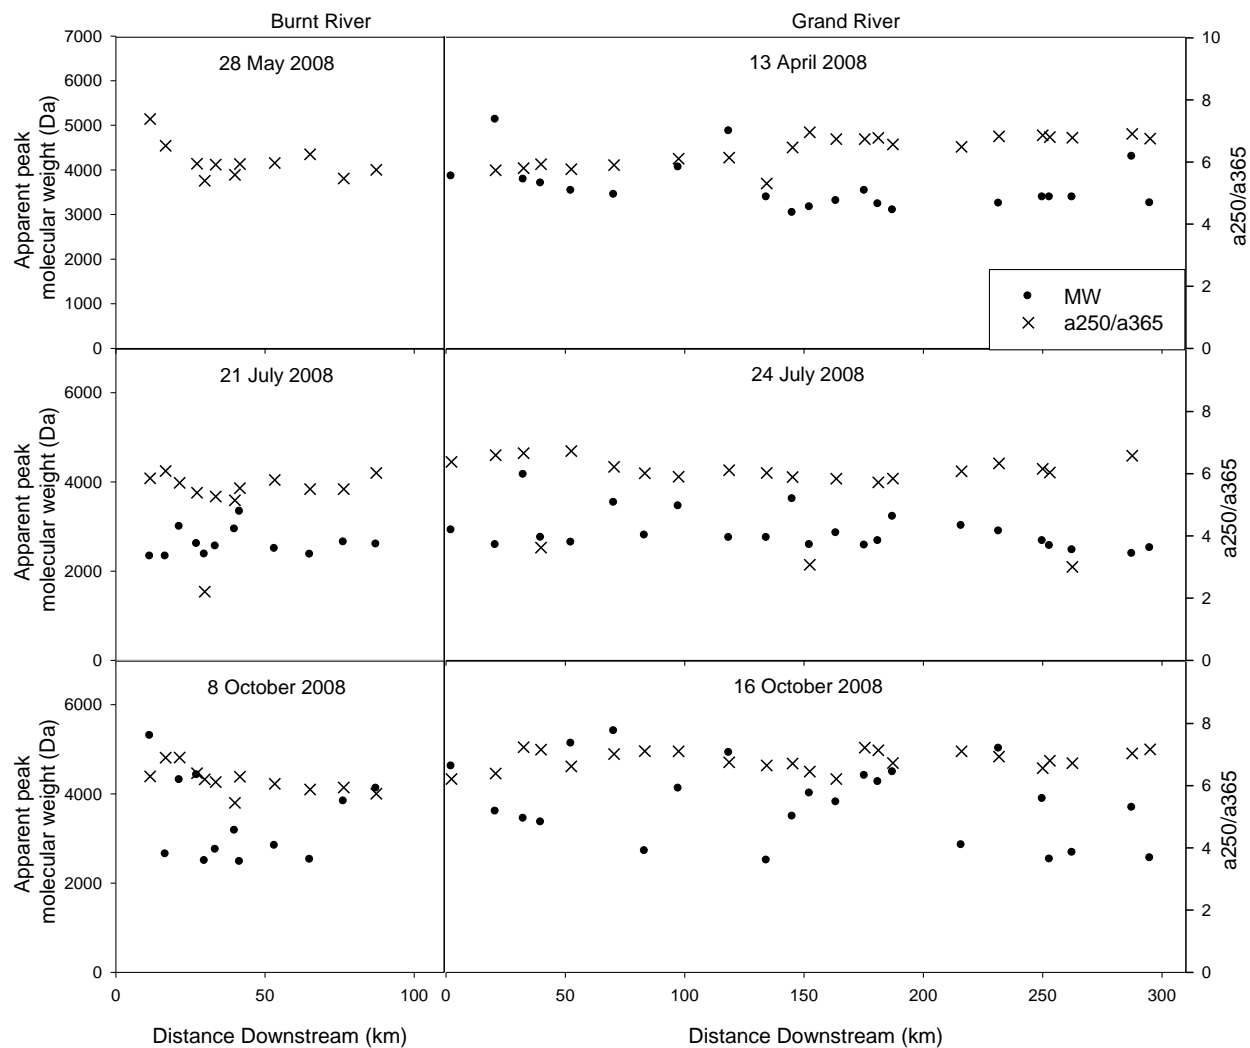 Burnt River
Grand River
7000
6000
5000
4000
3000
2000
1000
0
Apparent peak
molecular weight (Da)
28 May 2008
13 April 2008
10
8
6
4
2
0
a250/a365
MW
a250/a365
6000
4000
2000
0
Apparent peak
molecular weight (Da)
21 July 2008
24 July 2008
8
6
4
2
0
a250/a365
6000
4000
2000
0
Apparent peak
molecular weight (Da)
8 October 2008
16 October 2008
8
6
4
2
0
a250/a365
0 50 100
0 50 100 150 200 250 300
Distance Downstream (km)
Distance Downstream (km)